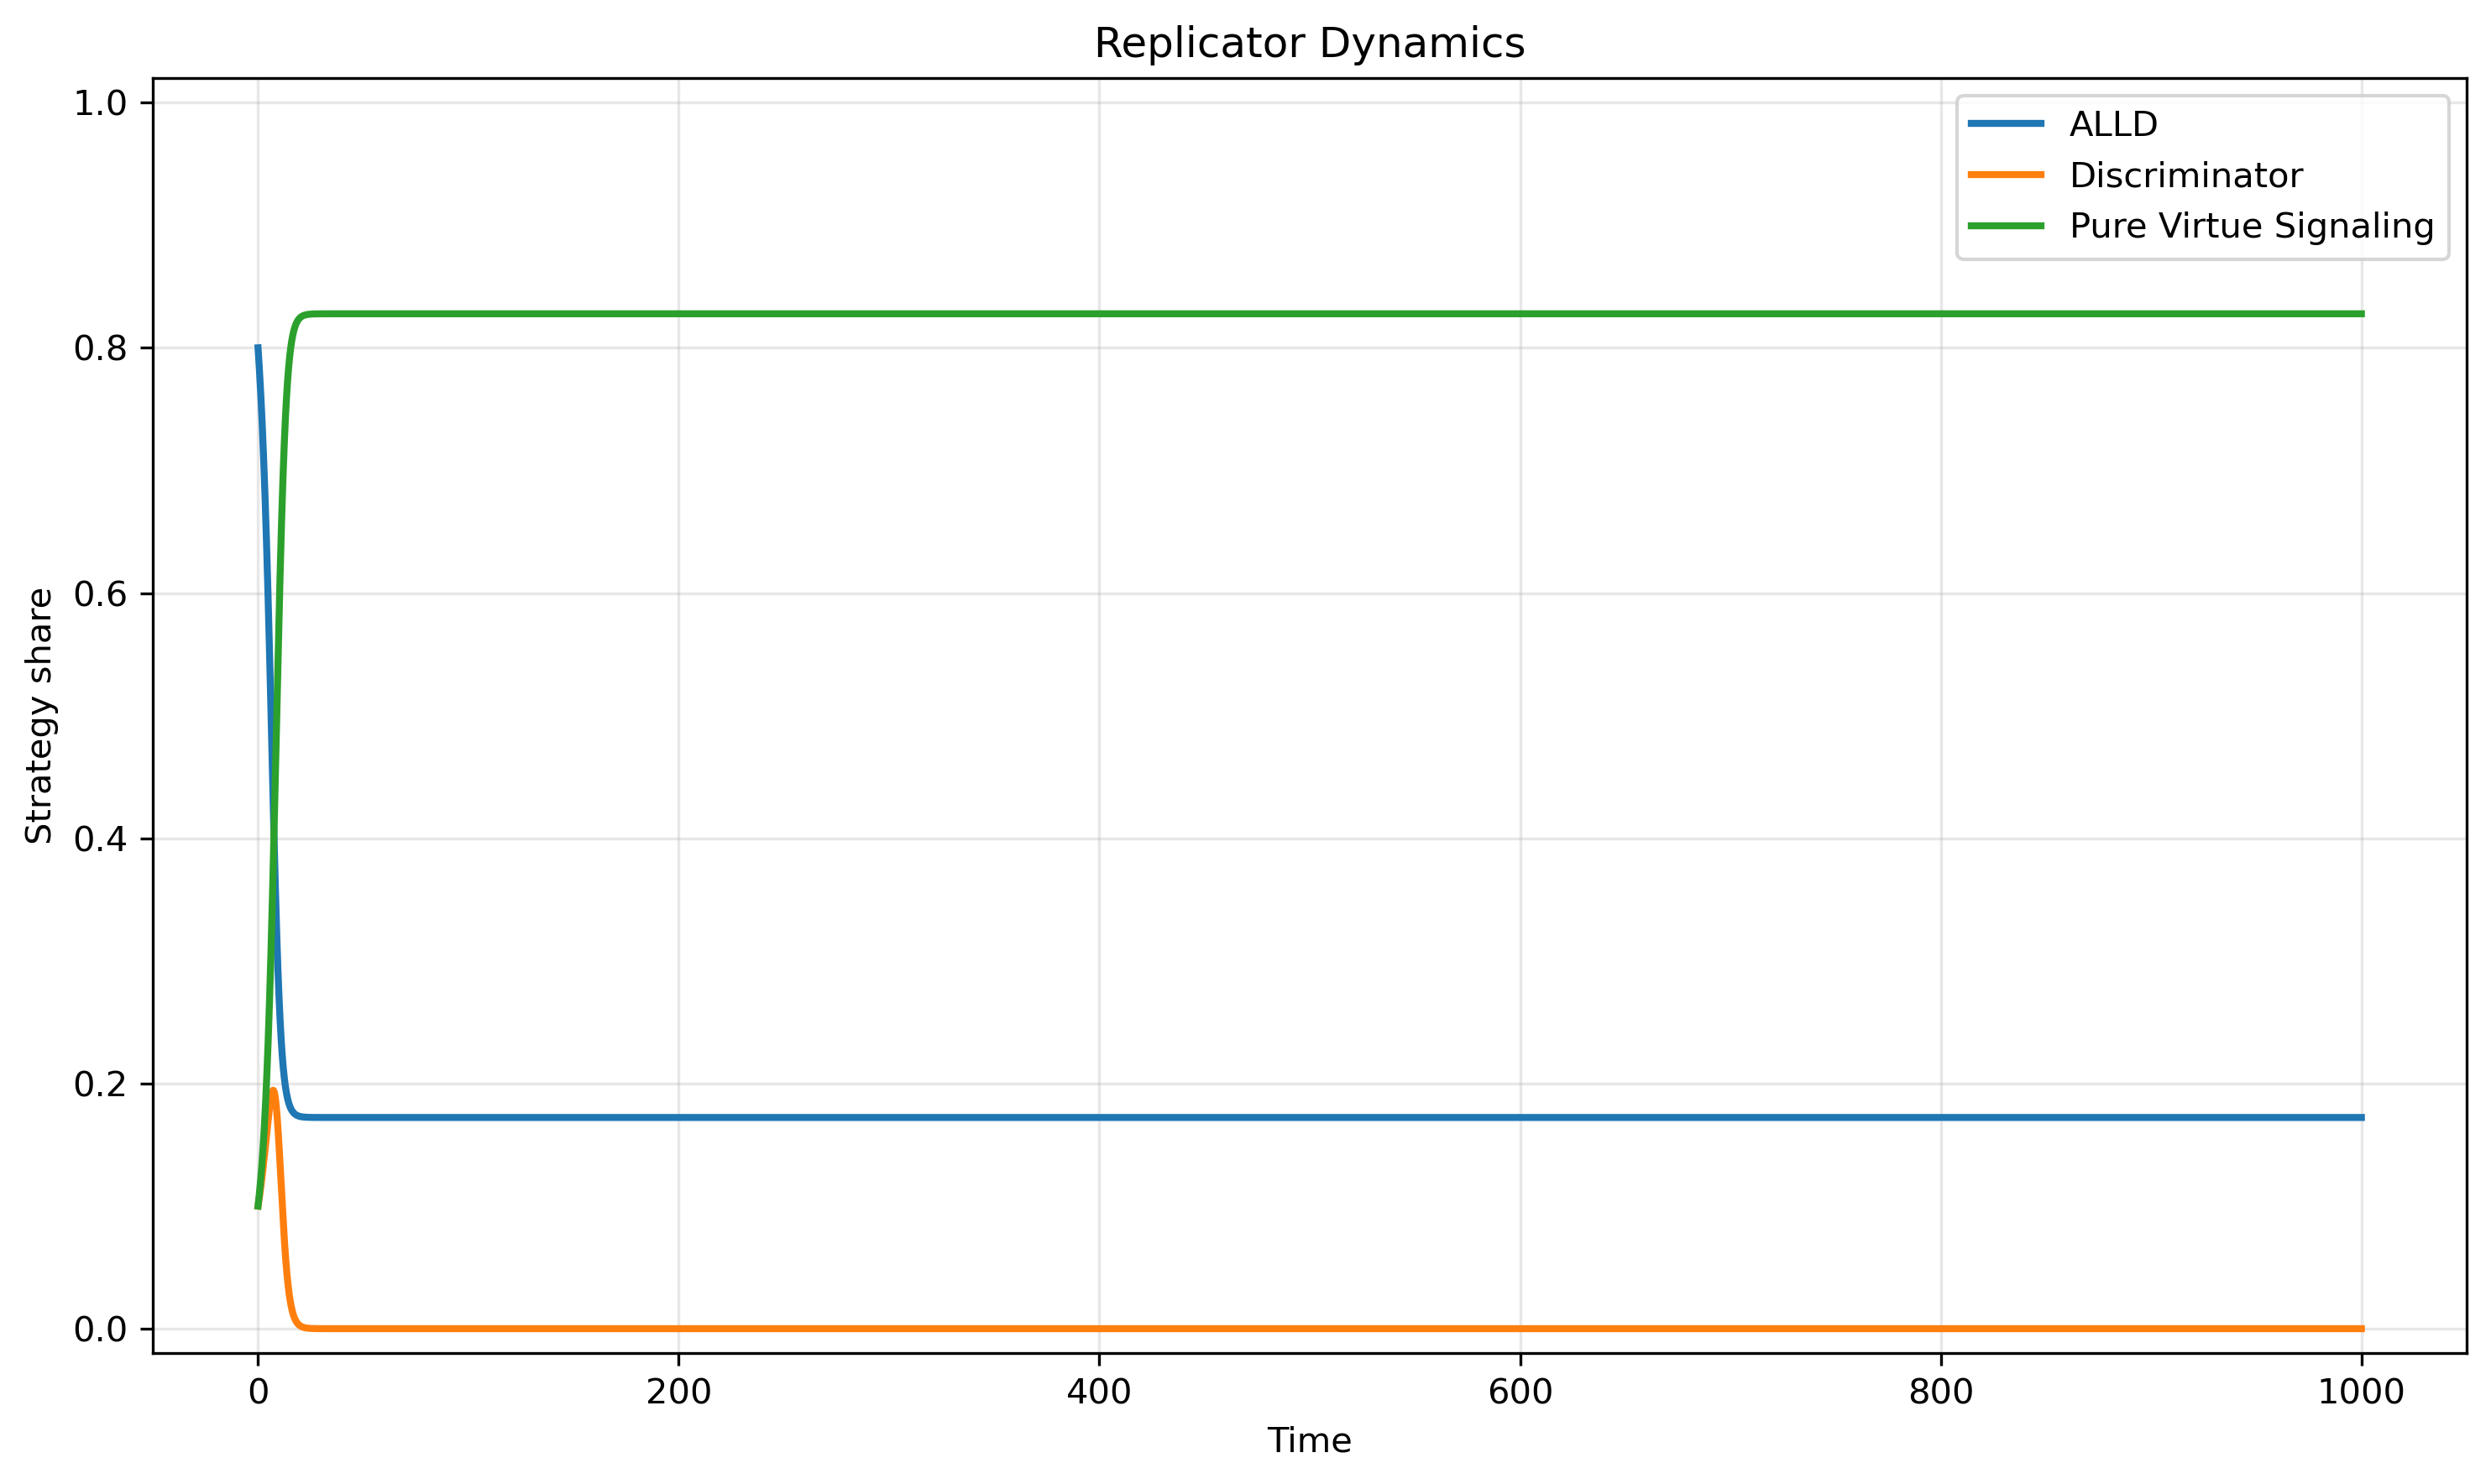 Replicator Dynamics
ALLD
Discriminator
Pure Virtue Signaling
Strategy share
1.0
0.8
0.6
0.4
0.2
0.0
0 200 400 600 800 1000
Time